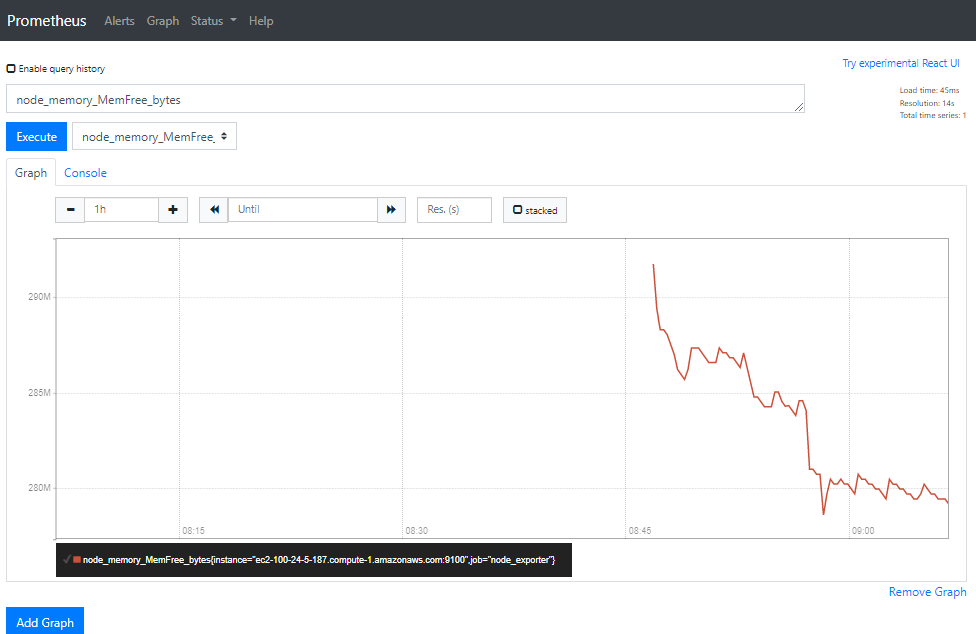 Prometheus Alerts Graph Status Help
Enable query history
Try experimental React UI
node_memory_MemFree_bytes
Load time: 45ms
Resolution: 14s
Total time series: 1
Execute node_memory_MemFree_
Graph Console
1h Until Res. (s) stacked
290M
285M
280M
08:15 08:30 08:45 09:00
node_memory_MemFree_bytes{instance="ec2-100-24-5-187.compute-1.amazonaws.com:9100",job="node_exporter"}
Remove Graph
Add Graph